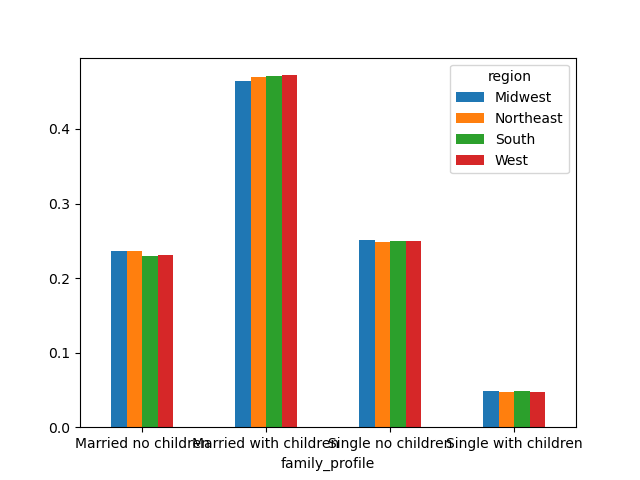 region
Midwest
Northeast
South
West
0.4
0.3
0.2
0.1
0.0
Married no children Married with children Single no children Single with children
family_profile